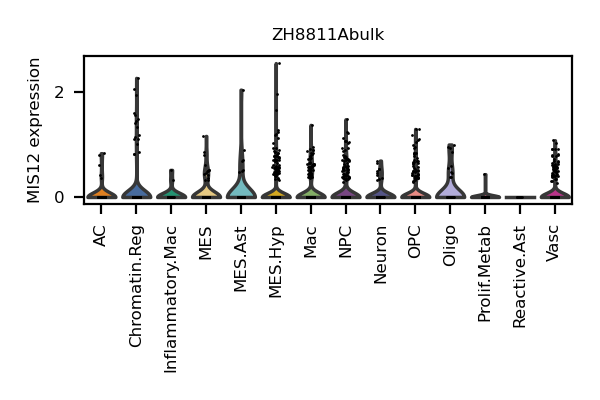 ZH8811Abulk
MIS12 expression
2
0
AC
Chromatin.Reg
Inflammatory.Mac
MES
MES.Ast
MES.Hyp
Mac
NPC
Neuron
OPC
Oligo
Prolif.Metab
Reactive.Ast
Vasc